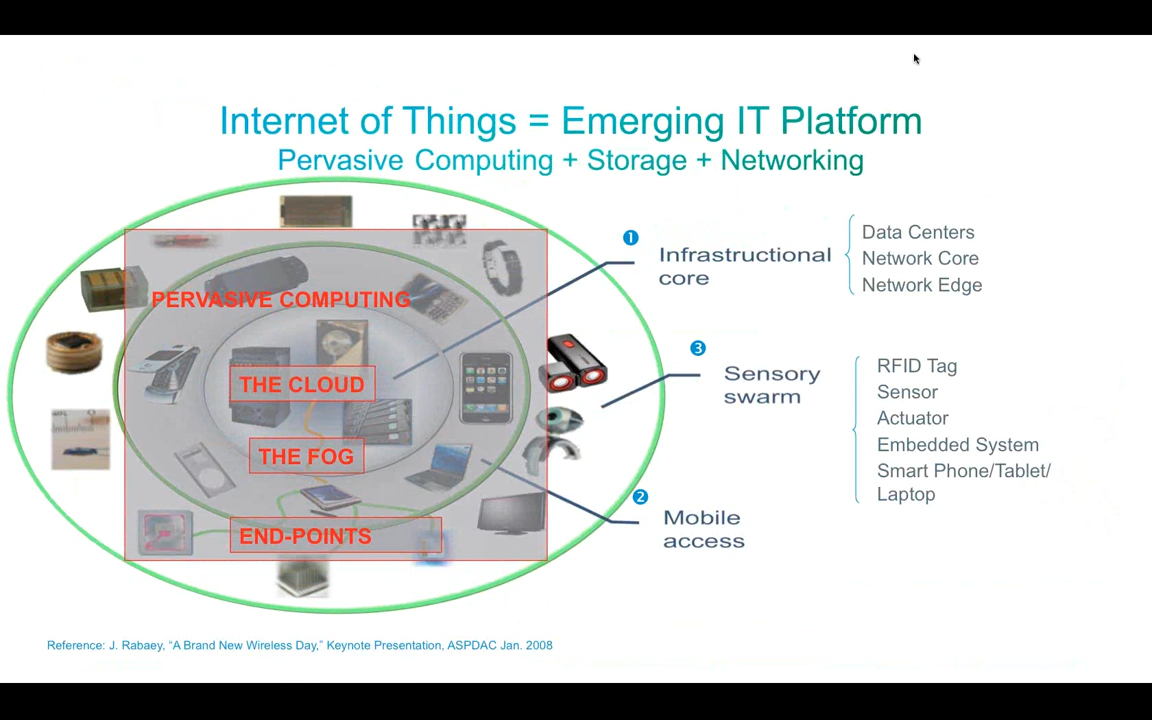 Internet of Things = Emerging IT Platform
Pervasive Computing + Storage + Networking
PERVASIVE COMPUTING
THE CLOUD
THE FOG
END-POINTS
1
Infrastructional
core
Data Centers
Network Core
Network Edge
3
Sensory
swarm
RFID Tag
Sensor
Actuator
Embedded System
Smart Phone/Tablet/
Laptop
2
Mobile
access
Reference: J. Rabaey, “A Brand New Wireless Day,” Keynote Presentation, ASPDAC Jan. 2008